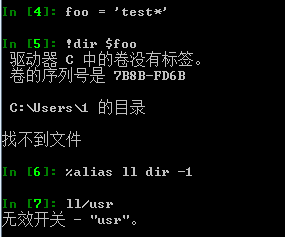 In [4]: foo = 'test*'
In [5]: !dir $foo
驱动器 C 中的卷没有标签。
卷的序列号是 7B8B-FD6B
C:\Users\1 的目录
找不到文件
In [6]: %alias ll dir -l
In [7]: ll/usr
无效开关 - "usr"。